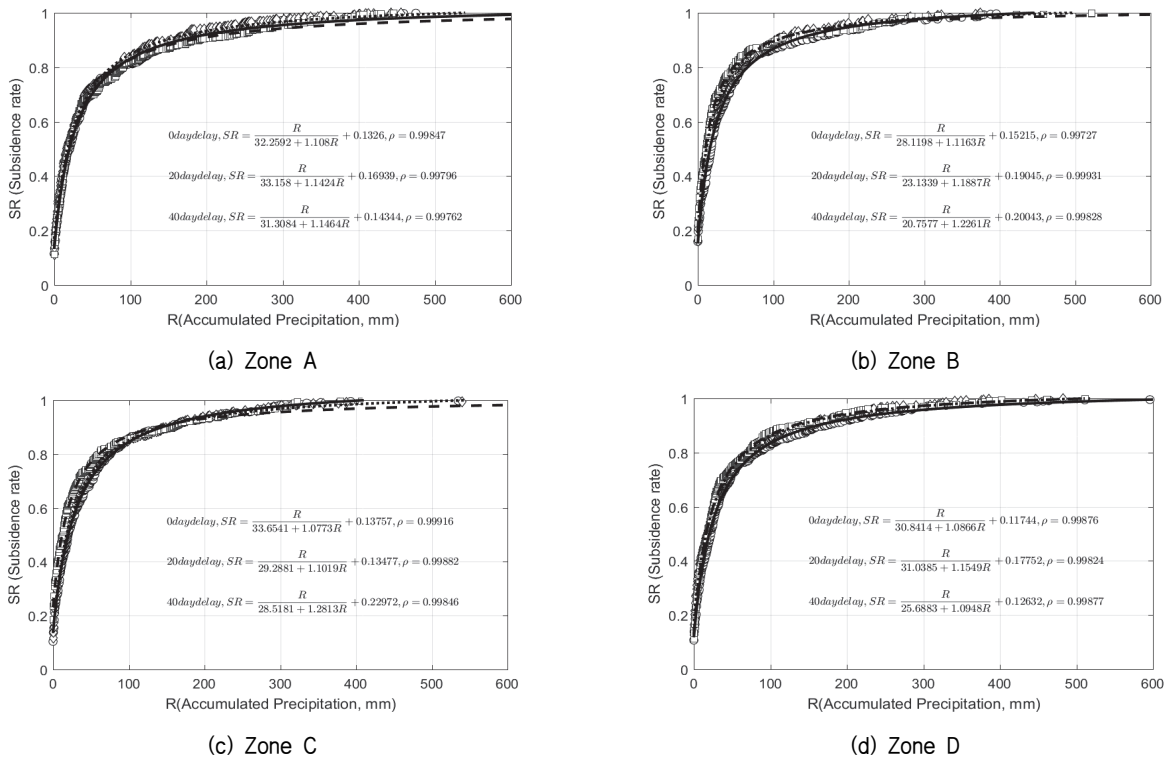 SR (Subsidence rate)
1
0.8
0.6
0.4
0.2
0
0daydelay, SR = R / (32.2592 + 1.108R) + 0.1326, ρ = 0.99847
20daydelay, SR = R / (33.158 + 1.1424R) + 0.16939, ρ = 0.99796
40daydelay, SR = R / (31.3084 + 1.1464R) + 0.14344, ρ = 0.99762
0 100 200 300 400 500 600
R(Accumulated Precipitation, mm)
(a) Zone A
SR (Subsidence rate)
1
0.8
0.6
0.4
0.2
0
0daydelay, SR = R / (28.1198 + 1.1163R) + 0.15215, ρ = 0.99727
20daydelay, SR = R / (23.1339 + 1.1887R) + 0.19045, ρ = 0.99931
40daydelay, SR = R / (20.7577 + 1.2261R) + 0.20043, ρ = 0.99828
0 100 200 300 400 500 600
R(Accumulated Precipitation, mm)
(b) Zone B
SR (Subsidence rate)
1
0.8
0.6
0.4
0.2
0
0daydelay, SR = R / (33.6541 + 1.0773R) + 0.13757, ρ = 0.99916
20daydelay, SR = R / (29.2881 + 1.1019R) + 0.13477, ρ = 0.99882
40daydelay, SR = R / (28.5181 + 1.2813R) + 0.22972, ρ = 0.99846
0 100 200 300 400 500 600
R(Accumulated Precipitation, mm)
(c) Zone C
SR (Subsidence rate)
1
0.8
0.6
0.4
0.2
0
0daydelay, SR = R / (30.8414 + 1.0866R) + 0.11744, ρ = 0.99876
20daydelay, SR = R / (31.0385 + 1.1549R) + 0.17752, ρ = 0.99824
40daydelay, SR = R / (25.6883 + 1.0948R) + 0.12632, ρ = 0.99877
0 100 200 300 400 500 600
R(Accumulated Precipitation, mm)
(d) Zone D